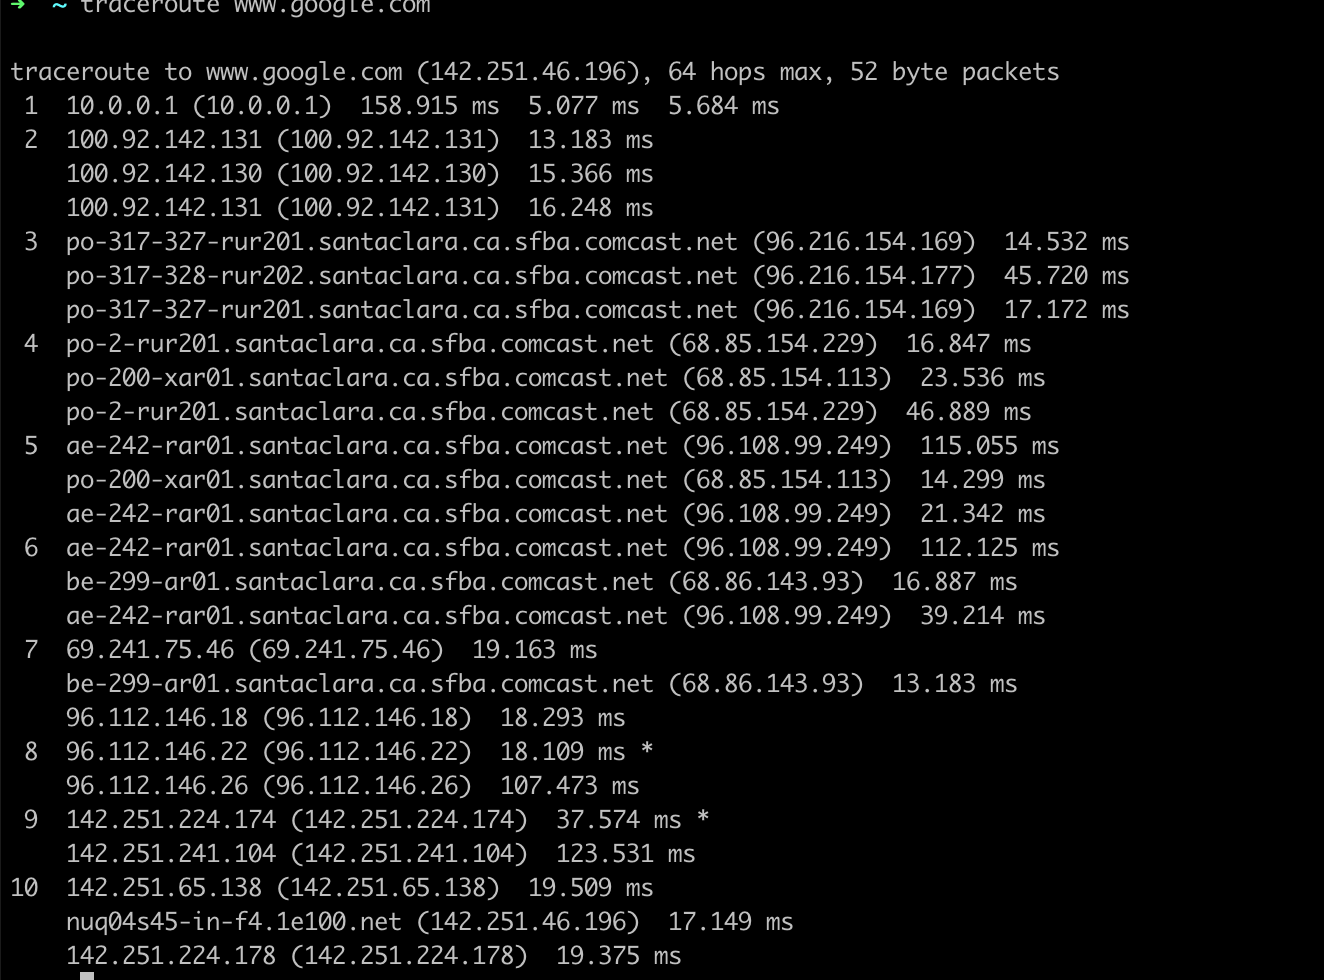 ➜  ~ traceroute www.google.com
traceroute to www.google.com (142.251.46.196), 64 hops max, 52 byte packets
 1  10.0.0.1 (10.0.0.1)  158.915 ms  5.077 ms  5.684 ms
 2  100.92.142.131 (100.92.142.131)  13.183 ms
    100.92.142.130 (100.92.142.130)  15.366 ms
    100.92.142.131 (100.92.142.131)  16.248 ms
 3  po-317-327-rur201.santaclara.ca.sfba.comcast.net (96.216.154.169)  14.532 ms
    po-317-328-rur202.santaclara.ca.sfba.comcast.net (96.216.154.177)  45.720 ms
    po-317-327-rur201.santaclara.ca.sfba.comcast.net (96.216.154.169)  17.172 ms
 4  po-2-rur201.santaclara.ca.sfba.comcast.net (68.85.154.229)  16.847 ms
    po-200-xar01.santaclara.ca.sfba.comcast.net (68.85.154.113)  23.536 ms
    po-2-rur201.santaclara.ca.sfba.comcast.net (68.85.154.229)  46.889 ms
 5  ae-242-rar01.santaclara.ca.sfba.comcast.net (96.108.99.249)  115.055 ms
    po-200-xar01.santaclara.ca.sfba.comcast.net (68.85.154.113)  14.299 ms
    ae-242-rar01.santaclara.ca.sfba.comcast.net (96.108.99.249)  21.342 ms
 6  ae-242-rar01.santaclara.ca.sfba.comcast.net (96.108.99.249)  112.125 ms
    be-299-ar01.santaclara.ca.sfba.comcast.net (68.86.143.93)  16.887 ms
    ae-242-rar01.santaclara.ca.sfba.comcast.net (96.108.99.249)  39.214 ms
 7  69.241.75.46 (69.241.75.46)  19.163 ms
    be-299-ar01.santaclara.ca.sfba.comcast.net (68.86.143.93)  13.183 ms
    96.112.146.18 (96.112.146.18)  18.293 ms
 8  96.112.146.22 (96.112.146.22)  18.109 ms *
    96.112.146.26 (96.112.146.26)  107.473 ms
 9  142.251.224.174 (142.251.224.174)  37.574 ms *
    142.251.241.104 (142.251.241.104)  123.531 ms
10  142.251.65.138 (142.251.65.138)  19.509 ms
    nuq04s45-in-f4.1e100.net (142.251.46.196)  17.149 ms
    142.251.224.178 (142.251.224.178)  19.375 ms